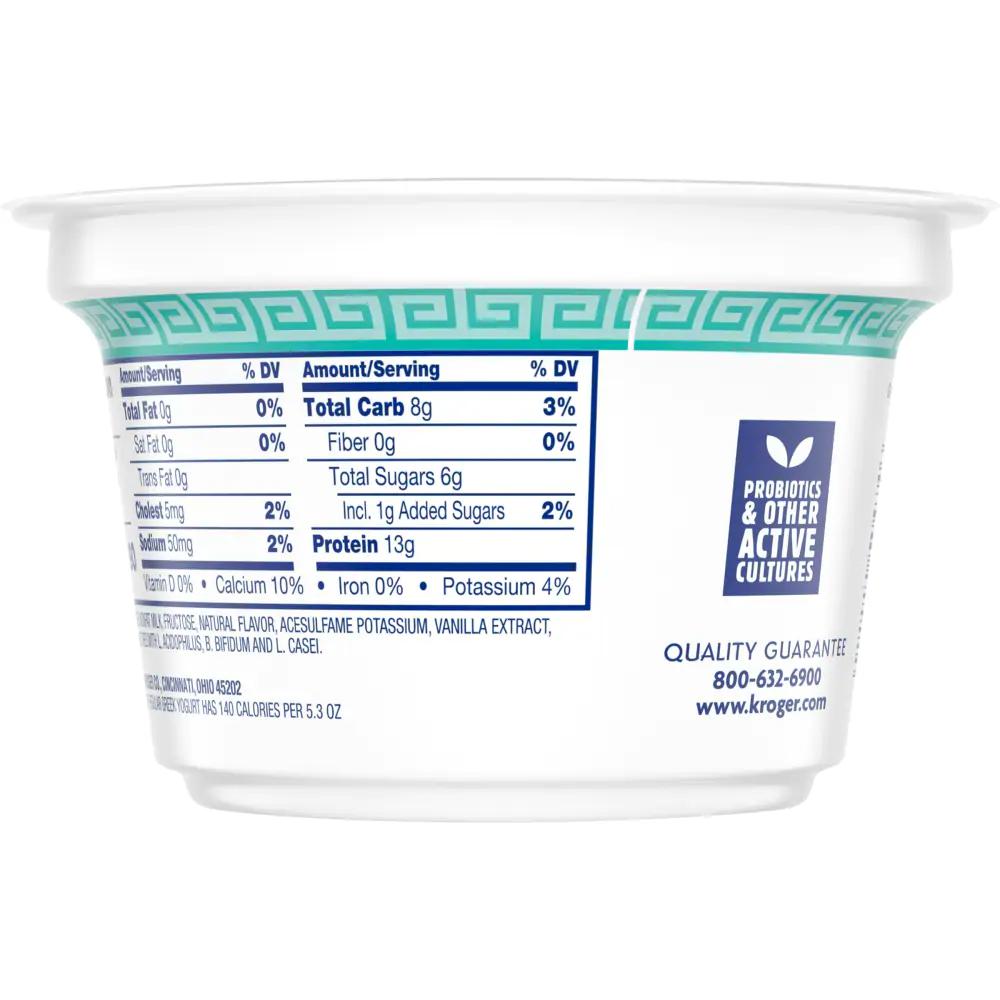 Amount/Serving % DV
Total Fat 0g 0%
Sat Fat 0g 0%
Trans Fat 0g
Cholest 5mg 2%
Sodium 50mg 2%
Amount/Serving % DV
Total Carb 8g 3%
Fiber 0g 0%
Total Sugars 6g
Incl. 1g Added Sugars 2%
Protein 13g
Vitamin D 0% • Calcium 10% • Iron 0% • Potassium 4%
MILK, FRUCTOSE, NATURAL FLAVOR, ACESULFAME POTASSIUM, VANILLA EXTRACT,
L. ACIDOPHILUS, B. BIFIDUM AND L. CASEI.
CO., CINCINNATI, OHIO 45202
GREEK YOGURT HAS 140 CALORIES PER 5.3 OZ
PROBIOTICS
& OTHER
ACTIVE
CULTURES
QUALITY GUARANTEE
800-632-6900
www.kroger.com